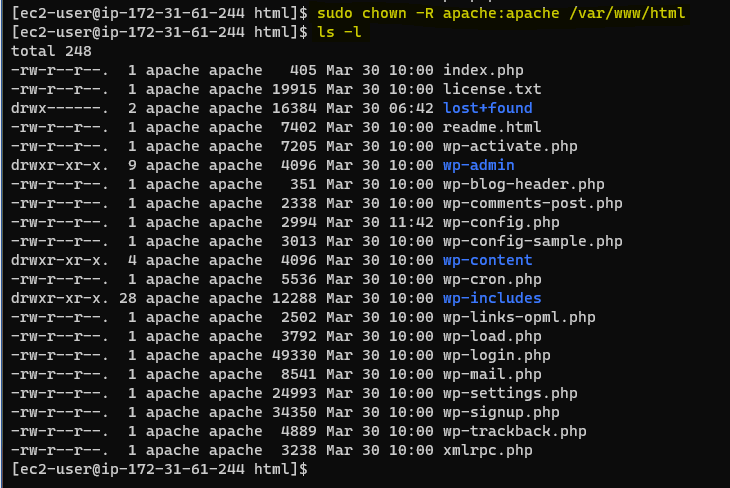 [ec2-user@ip-172-31-61-244 html]$ sudo chown -R apache:apache /var/www/html
[ec2-user@ip-172-31-61-244 html]$ ls -l
total 248
-rw-r--r--.  1 apache apache   405 Mar 30 10:00 index.php
-rw-r--r--.  1 apache apache 19915 Mar 30 10:00 license.txt
drwx------.  2 apache apache 16384 Mar 30 06:42 lost+found
-rw-r--r--.  1 apache apache  7402 Mar 30 10:00 readme.html
-rw-r--r--.  1 apache apache  7205 Mar 30 10:00 wp-activate.php
drwxr-xr-x.  9 apache apache  4096 Mar 30 10:00 wp-admin
-rw-r--r--.  1 apache apache   351 Mar 30 10:00 wp-blog-header.php
-rw-r--r--.  1 apache apache  2338 Mar 30 10:00 wp-comments-post.php
-rw-r--r--.  1 apache apache  2994 Mar 30 11:42 wp-config.php
-rw-r--r--.  1 apache apache  3013 Mar 30 10:00 wp-config-sample.php
drwxr-xr-x.  4 apache apache  4096 Mar 30 10:00 wp-content
-rw-r--r--.  1 apache apache  5536 Mar 30 10:00 wp-cron.php
drwxr-xr-x. 28 apache apache 12288 Mar 30 10:00 wp-includes
-rw-r--r--.  1 apache apache  2502 Mar 30 10:00 wp-links-opml.php
-rw-r--r--.  1 apache apache  3792 Mar 30 10:00 wp-load.php
-rw-r--r--.  1 apache apache 49330 Mar 30 10:00 wp-login.php
-rw-r--r--.  1 apache apache  8541 Mar 30 10:00 wp-mail.php
-rw-r--r--.  1 apache apache 24993 Mar 30 10:00 wp-settings.php
-rw-r--r--.  1 apache apache 34350 Mar 30 10:00 wp-signup.php
-rw-r--r--.  1 apache apache  4889 Mar 30 10:00 wp-trackback.php
-rw-r--r--.  1 apache apache  3238 Mar 30 10:00 xmlrpc.php
[ec2-user@ip-172-31-61-244 html]$